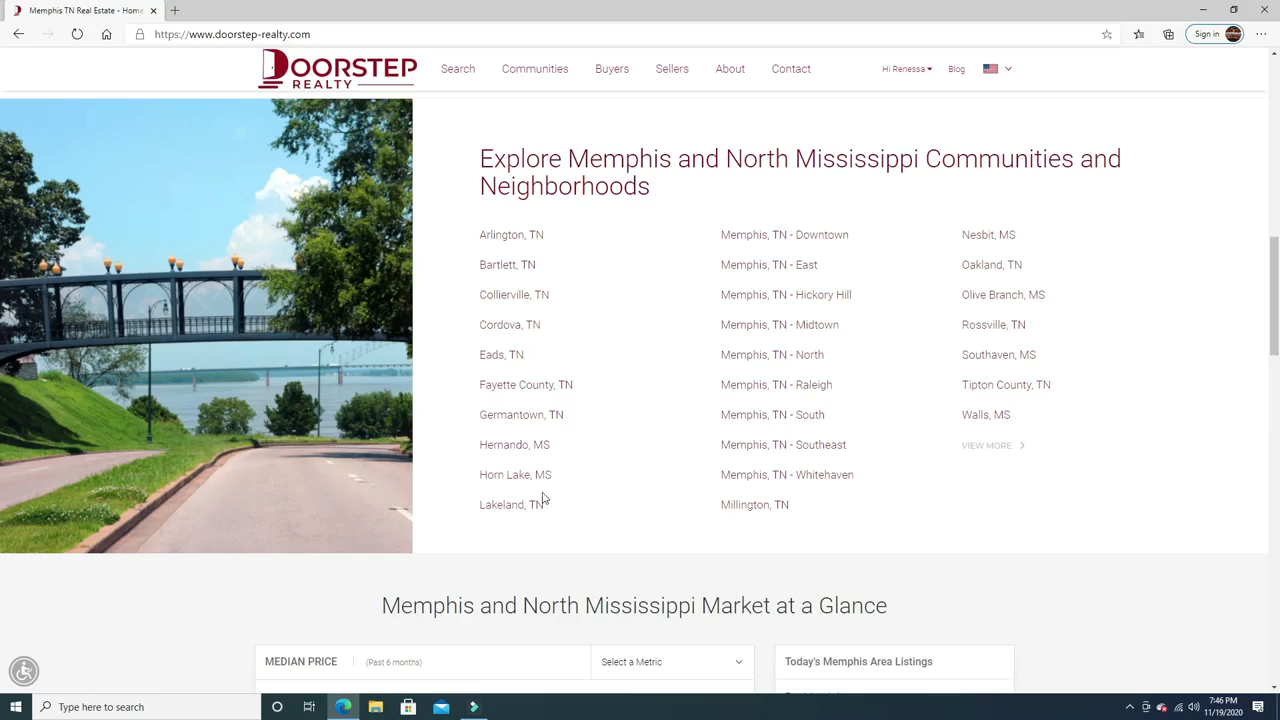 Memphis TN Real Estate - Home
https://www.doorstep-realty.com
Sign in
DOORSTEP
REALTY
Search
Communities
Buyers
Sellers
About
Contact
Hi Renessa
Blog
Explore Memphis and North Mississippi Communities and
Neighborhoods
Arlington, TN
Bartlett, TN
Collierville, TN
Cordova, TN
Eads, TN
Fayette County, TN
Germantown, TN
Hernando, MS
Horn Lake, MS
Lakeland, TN
Memphis, TN - Downtown
Memphis, TN - East
Memphis, TN - Hickory Hill
Memphis, TN - Midtown
Memphis, TN - North
Memphis, TN - Raleigh
Memphis, TN - South
Memphis, TN - Southeast
Memphis, TN - Whitehaven
Millington, TN
Nesbit, MS
Oakland, TN
Olive Branch, MS
Rossville, TN
Southaven, MS
Tipton County, TN
Walls, MS
VIEW MORE
Memphis and North Mississippi Market at a Glance
MEDIAN PRICE
(Past 6 months)
Select a Metric
Today's Memphis Area Listings
Type here to search
7:46 PM
11/19/2020